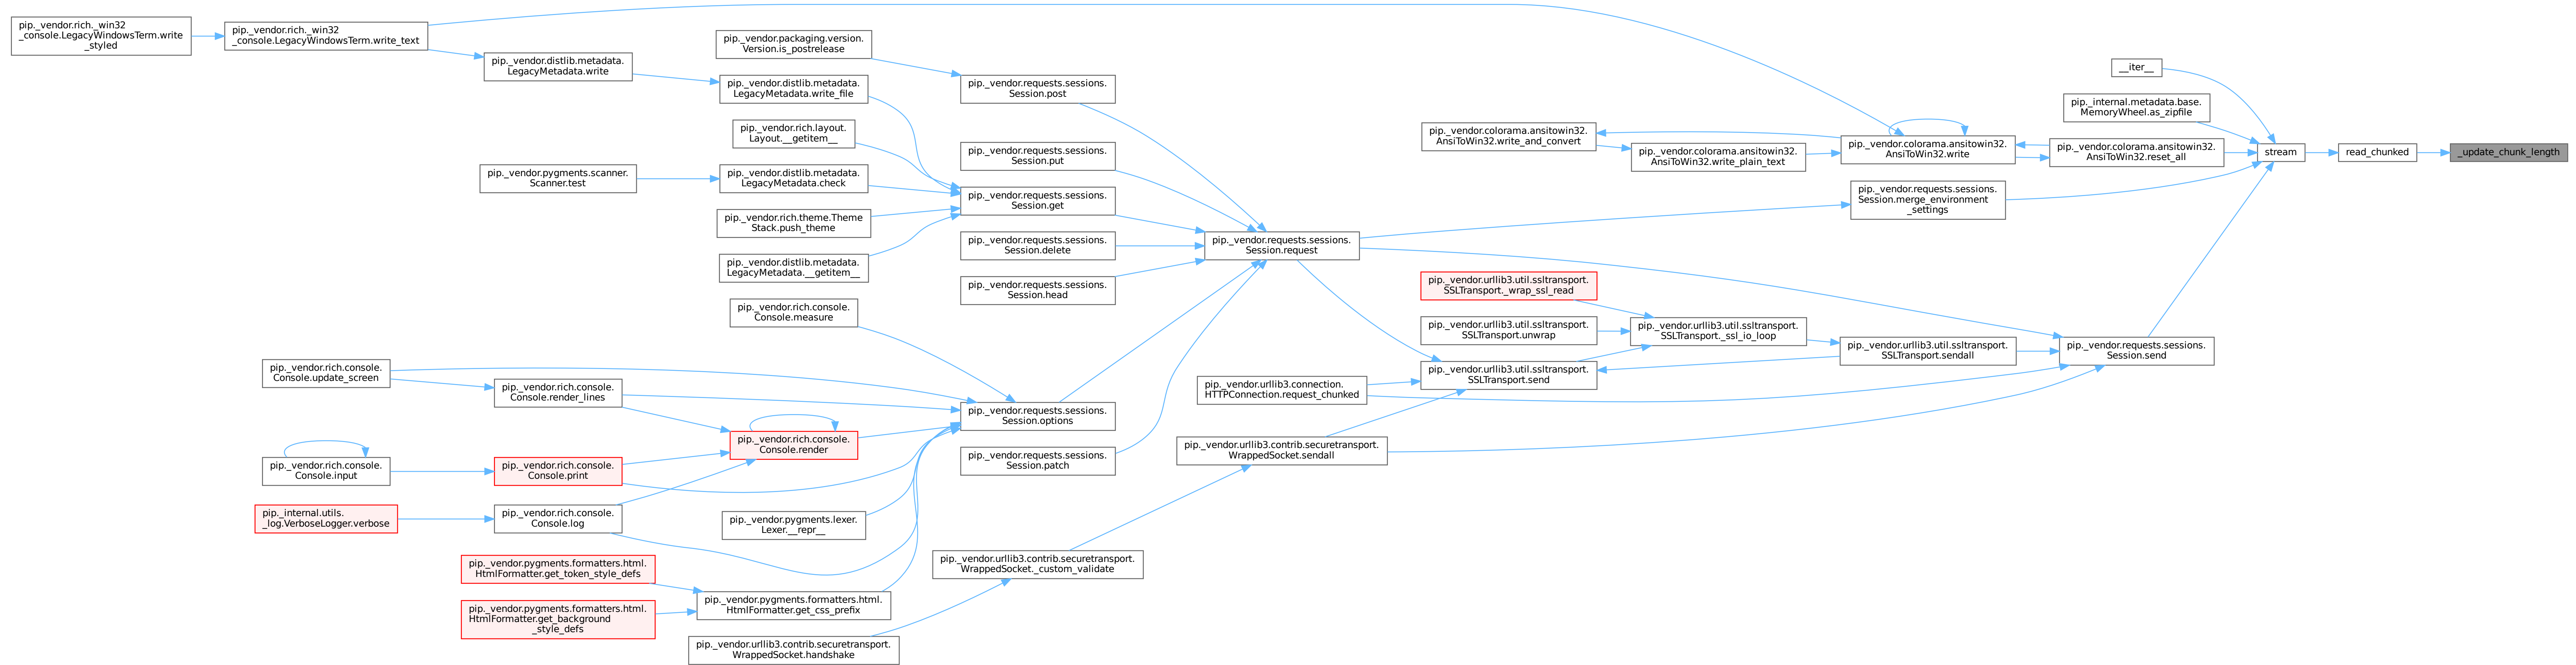 pip._vendor.rich._win32
_console.LegacyWindowsTerm.write
_styled
pip._vendor.rich._win32
_console.LegacyWindowsTerm.write_text
pip._vendor.distlib.metadata.
LegacyMetadata.write
pip._vendor.packaging.version.
Version.is_postrelease
pip._vendor.distlib.metadata.
LegacyMetadata.write_file
pip._vendor.rich.layout.
Layout.__getitem__
pip._vendor.pygments.scanner.
Scanner.test
pip._vendor.distlib.metadata.
LegacyMetadata.check
pip._vendor.rich.theme.Theme
Stack.push_theme
pip._vendor.distlib.metadata.
LegacyMetadata.__getitem__
pip._vendor.rich.console.
Console.measure
pip._vendor.rich.console.
Console.update_screen
pip._vendor.rich.console.
Console.render_lines
pip._vendor.rich.console.
Console.render
pip._vendor.rich.console.
Console.input
pip._vendor.rich.console.
Console.print
pip._internal.utils.
_log.VerboseLogger.verbose
pip._vendor.rich.console.
Console.log
pip._vendor.pygments.lexer.
Lexer.__repr__
pip._vendor.pygments.formatters.html.
HtmlFormatter.get_token_style_defs
pip._vendor.pygments.formatters.html.
HtmlFormatter.get_background
_style_defs
pip._vendor.pygments.formatters.html.
HtmlFormatter.get_css_prefix
pip._vendor.urllib3.contrib.securetransport.
WrappedSocket.handshake
pip._vendor.requests.sessions.
Session.post
pip._vendor.requests.sessions.
Session.put
pip._vendor.requests.sessions.
Session.get
pip._vendor.requests.sessions.
Session.delete
pip._vendor.requests.sessions.
Session.head
pip._vendor.requests.sessions.
Session.options
pip._vendor.requests.sessions.
Session.patch
pip._vendor.urllib3.contrib.securetransport.
WrappedSocket._custom_validate
pip._vendor.requests.sessions.
Session.request
pip._vendor.urllib3.connection.
HTTPConnection.request_chunked
pip._vendor.urllib3.contrib.securetransport.
WrappedSocket.sendall
pip._vendor.colorama.ansitowin32.
AnsiToWin32.write_and_convert
pip._vendor.urllib3.util.ssltransport.
SSLTransport._wrap_ssl_read
pip._vendor.urllib3.util.ssltransport.
SSLTransport.unwrap
pip._vendor.urllib3.util.ssltransport.
SSLTransport.send
pip._vendor.colorama.ansitowin32.
AnsiToWin32.write_plain_text
pip._vendor.urllib3.util.ssltransport.
SSLTransport._ssl_io_loop
pip._vendor.colorama.ansitowin32.
AnsiToWin32.write
pip._vendor.requests.sessions.
Session.merge_environment
_settings
pip._vendor.urllib3.util.ssltransport.
SSLTransport.sendall
__iter__
pip._internal.metadata.base.
MemoryWheel.as_zipfile
pip._vendor.colorama.ansitowin32.
AnsiToWin32.reset_all
pip._vendor.requests.sessions.
Session.send
stream
read_chunked
_update_chunk_length